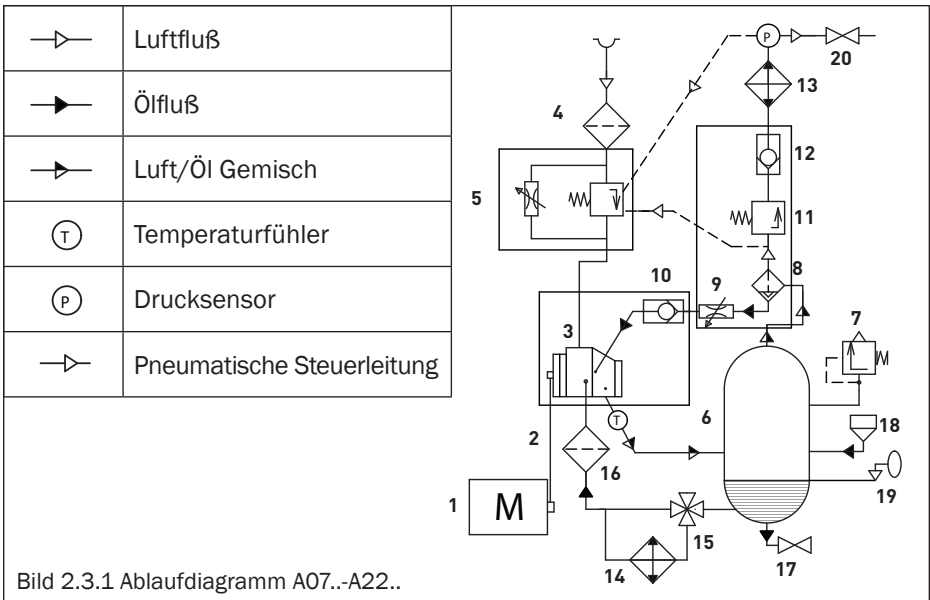 Luftfluß
Ölfluß
Luft/Öl Gemisch
T Temperaturfühler
P Drucksensor
Pneumatische Steuerleitung
P
20
13
4
12
5
11
10
9
8
7
3
T
6
18
2
16
19
1
M
15
14
17
Bild 2.3.1 Ablaufdiagramm A07..-A22..